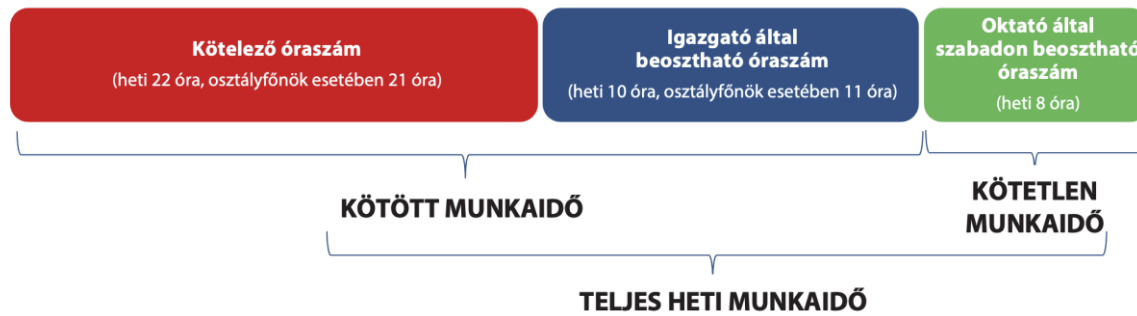 Kötelező óraszám
(heti 22 óra, osztályfőnök esetében 21 óra)
Igazgató által
beosztható óraszám
(heti 10 óra, osztályfőnök esetében 11 óra)
Oktató által
szabadon beosztható
óraszám
(heti 8 óra)
KÖTÖTT MUNKAIDŐ
KÖTETLEN
MUNKAIDŐ
TELJES HETI MUNKAIDŐ